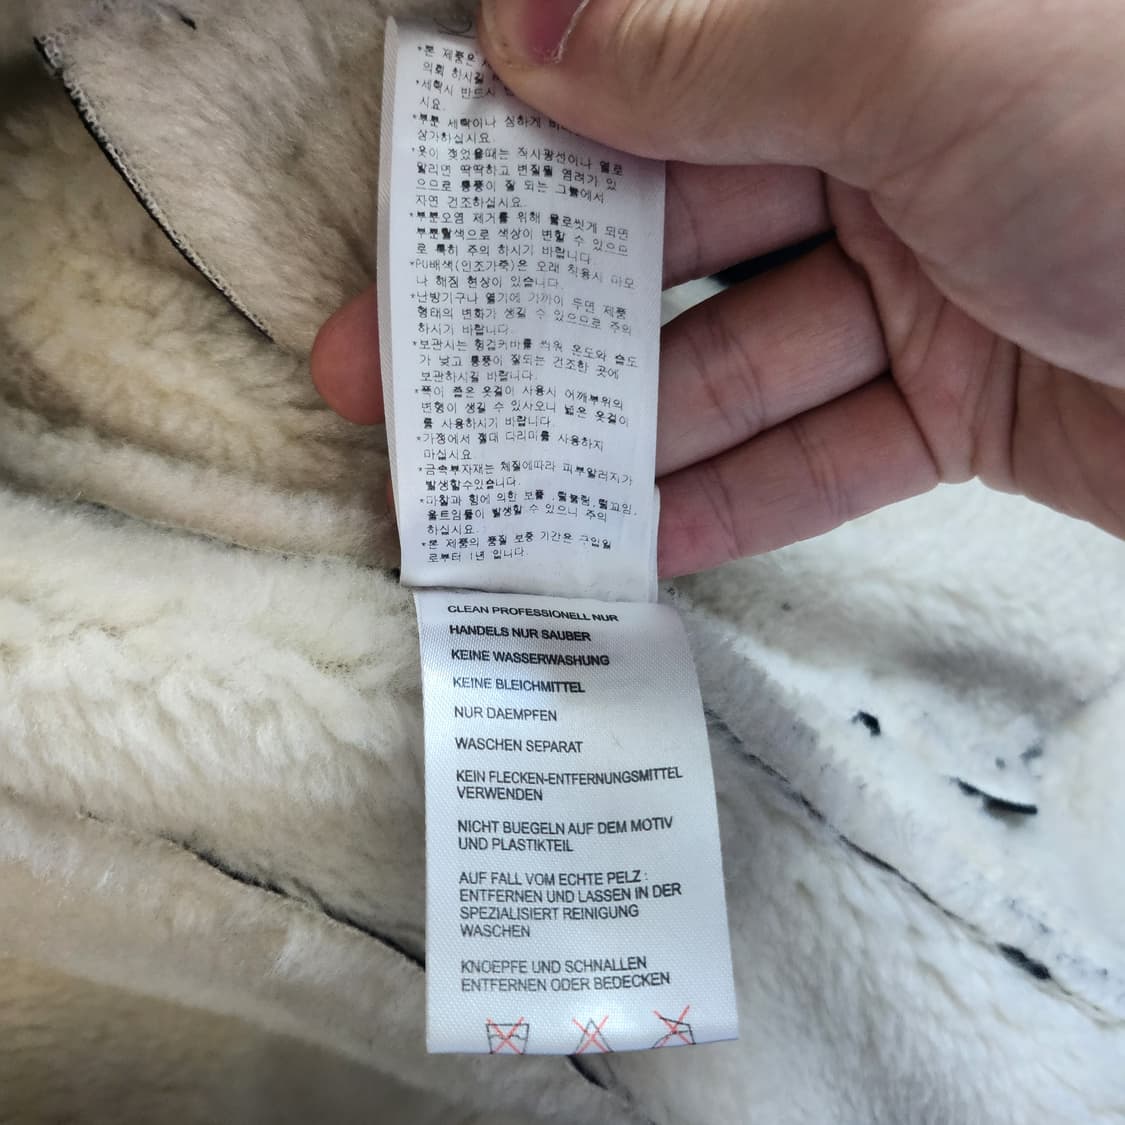 *본 제품은
의뢰 하시길
*세탁시 반드시
시요.
*부분 세탁이나 심하게
삼가하십시요.
*옷이 젖었을때는 직사광선이나 열로
말리면 딱딱하고 변질될 염려가 있
으므로 통풍이 잘 되는 그늘에서
자연 건조하십시요.
*부분오염 제거를 위해 물로씻게 되면
부분탈색으로 색상이 변할 수 있으므
로 특히 주의 하시기 바랍니다
*PU배색(인조가죽)은 오래 착용시 마모
나 해짐 현상이 있습니다.
*난방기구나 열기에 가까이 두면 제품
형태의 변화가 생길 수 있으므로 주의
하시기 바랍니다.
*보관시는 헝겊커버를 씌워 온도와 습도
가 낮고 통풍이 잘되는 건조한 곳에
보관하시길 바랍니다.
*폭이 좁은 옷걸이 사용시 어깨부위의
변형이 생길 수 있사오니 넓은 옷걸이
를 사용하시기 바랍니다.
*가정에서 절대 다리미를 사용하지
마십시요
*금속부자재는 체질에따라 피부알러지가
발생할수있습니다.
*마찰과 힘에 의한 보풀 ,털뭉침,털꼬임,
올트임등이 발생할 수 있으니 주의
하십시요.
*본 제품의 품질 보증 기간은 구입일
로부터 1년 입니다.
CLEAN PROFESSIONELL NUR
HANDELS NUR SAUBER
KEINE WASSERWASHUNG
KEINE BLEICHMITTEL
NUR DAEMPFEN
WASCHEN SEPARAT
KEIN FLECKEN-ENTFERNUNGSMITTEL
VERWENDEN
NICHT BUEGELN AUF DEM MOTIV
UND PLASTIKTEIL
AUF FALL VOM ECHTE PELZ :
ENTFERNEN UND LASSEN IN DER
SPEZIALISIERT REINIGUNG
WASCHEN
KNOEPFE UND SCHNALLEN
ENTFERNEN ODER BEDECKEN